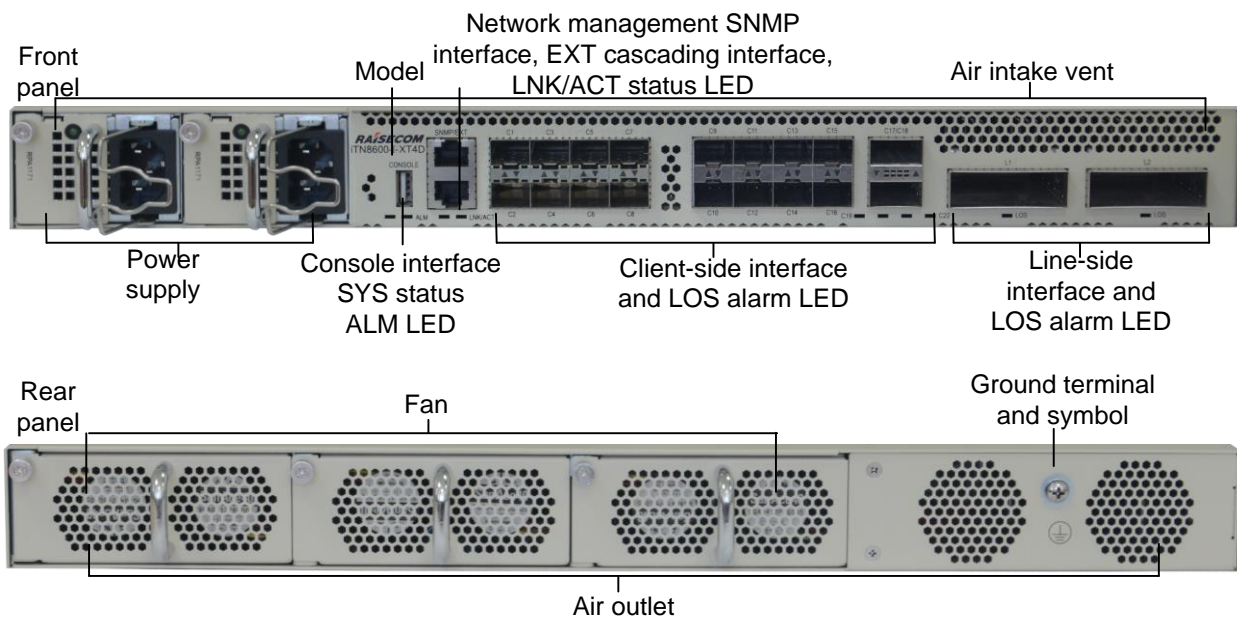 Network management SNMP
interface, EXT cascading interface,
LNK/ACT status LED
Front
panel
Model
Air intake vent
RAISECOM
SNMP/EXT
CONSOLE
ALM
LNK/ACT
C1 C3 C5 C7
C2 C4 C6 C8
C9 C11 C13 C15
C10 C12 C14 C16
C17/C18
C19
C22
L1
L2
LOS
LOS
Power
supply
Console interface
SYS status
ALM LED
Client-side interface
and LOS alarm LED
Line-side
interface and
LOS alarm LED
Rear
panel
Fan
Ground terminal
and symbol
Air outlet